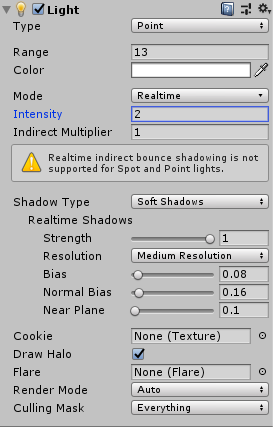 Light
Type Point
Range 13
Color
Mode Realtime
Intensity 2
Indirect Multiplier 1
Realtime indirect bounce shadowing is not
supported for Spot and Point lights.
Shadow Type Soft Shadows
Realtime Shadows
Strength 1
Resolution Medium Resolution
Bias 0.08
Normal Bias 0.16
Near Plane 0.1
Cookie None (Texture)
Draw Halo
Flare None (Flare)
Render Mode Auto
Culling Mask Everything